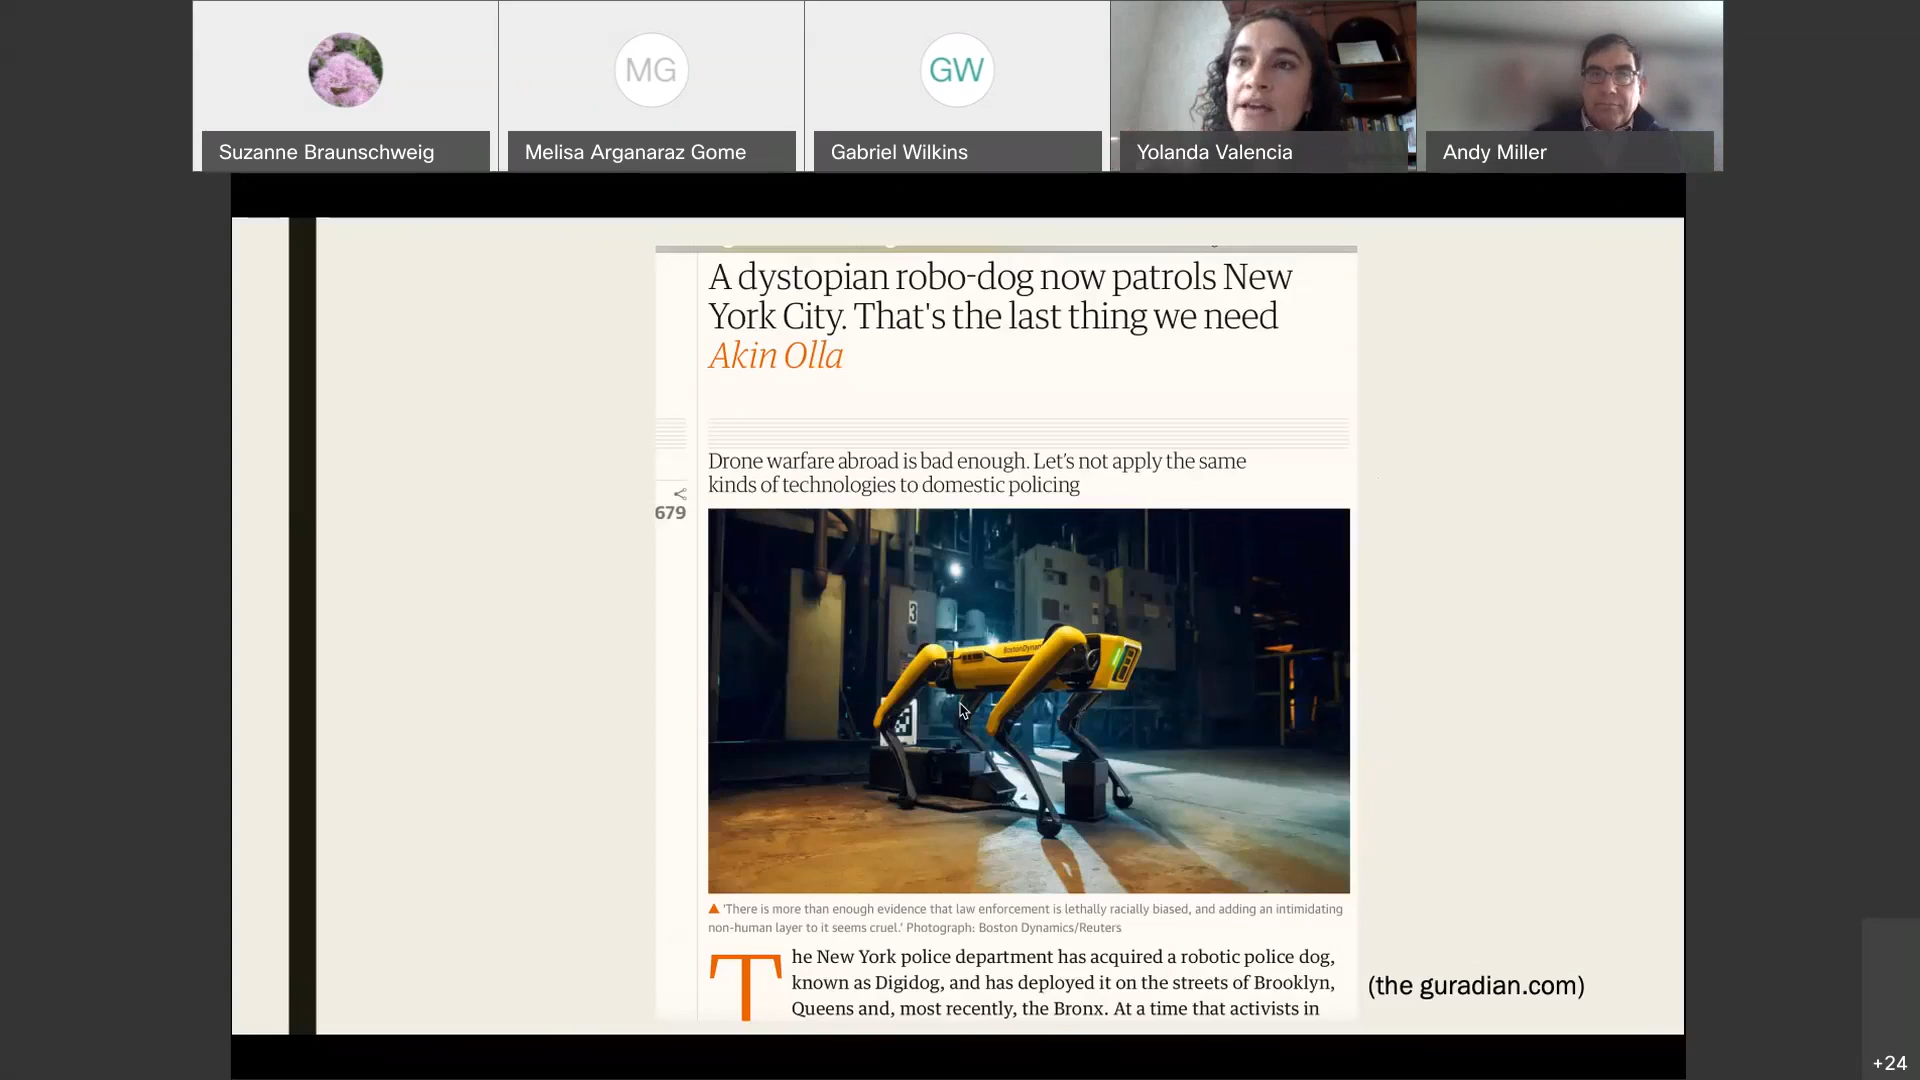 MG
GW
Suzanne Braunschweig
Melisa Arganaraz Gome
Gabriel Wilkins
Yolanda Valencia
Andy Miller
A dystopian robo-dog now patrols New
York City. That's the last thing we need
Akin Olla
Drone warfare abroad is bad enough. Let's not apply the same
kinds of technologies to domestic policing
679
3
BostonDynam
'There is more than enough evidence that law enforcement is lethally racially biased, and adding an intimidating
non-human layer to it seems cruel.' Photograph: Boston Dynamics/Reuters
The New York police department has acquired a robotic police dog,
known as Digidog, and has deployed it on the streets of Brooklyn,
Queens and, most recently, the Bronx. At a time that activists in
(the guradian.com)
+24